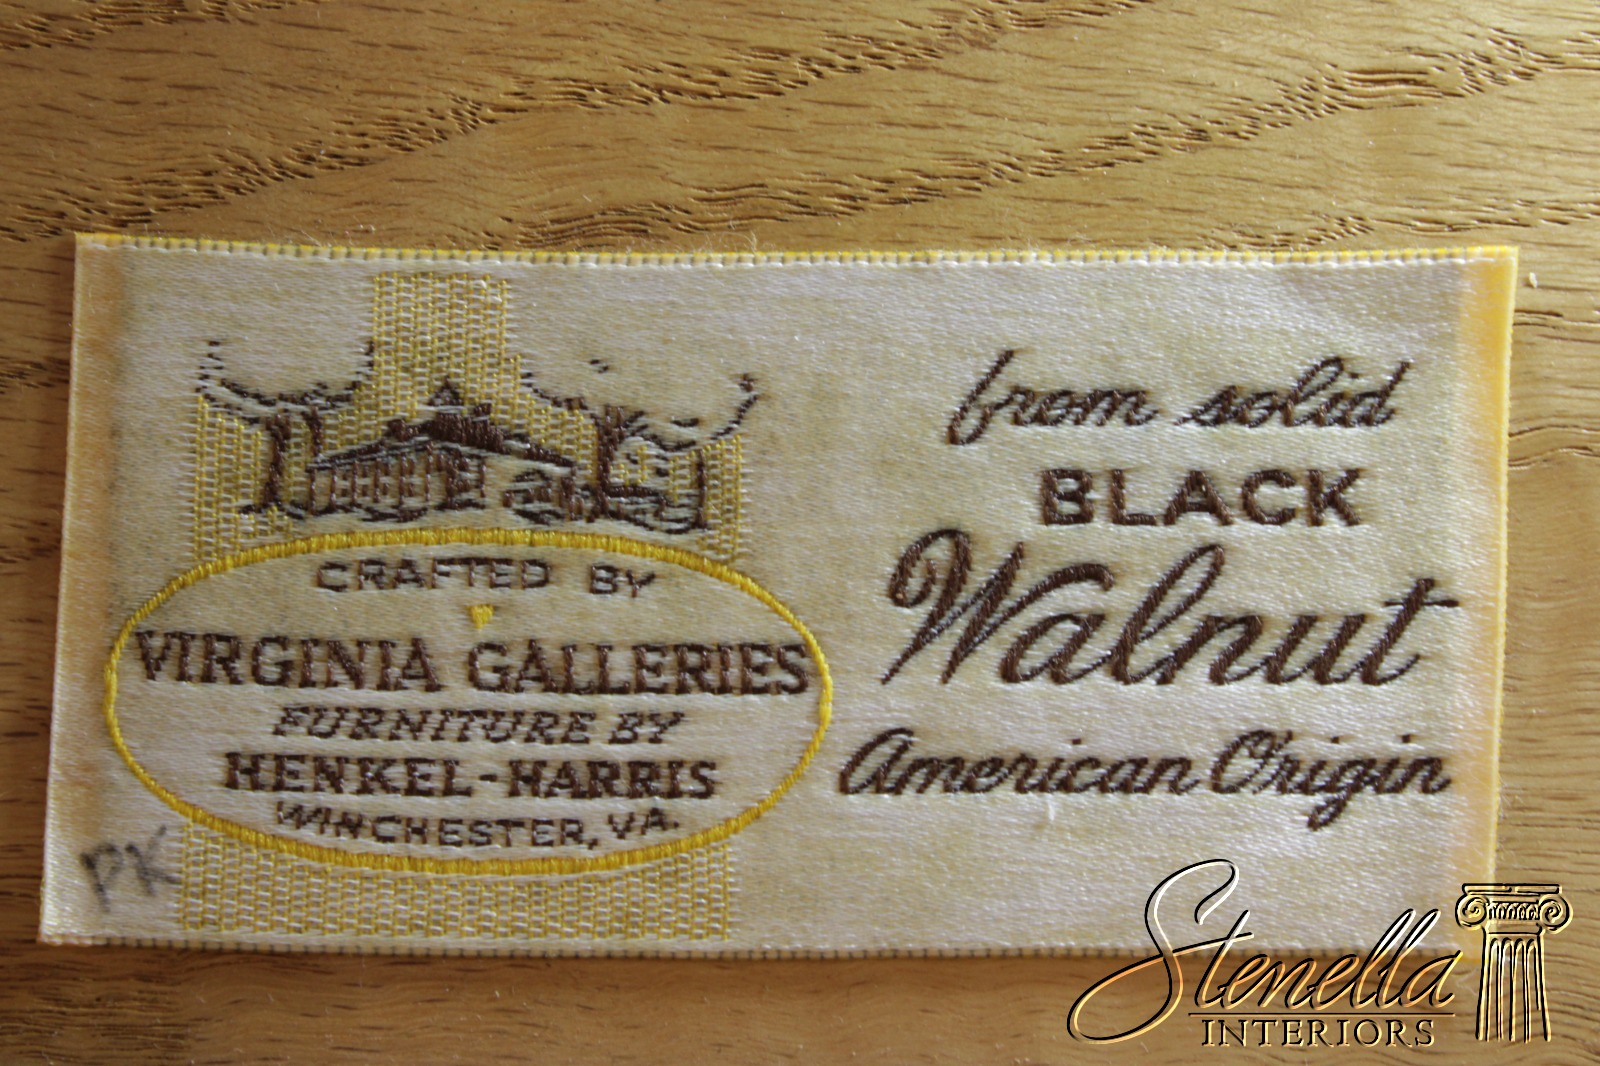 CRAFTED BY
VIRGINIA GALLERIES
FURNITURE BY
HENKEL-HARRIS
WINCHESTER, VA.
PK
from solid
BLACK
Walnut
American Origin
Stenella
INTERIORS